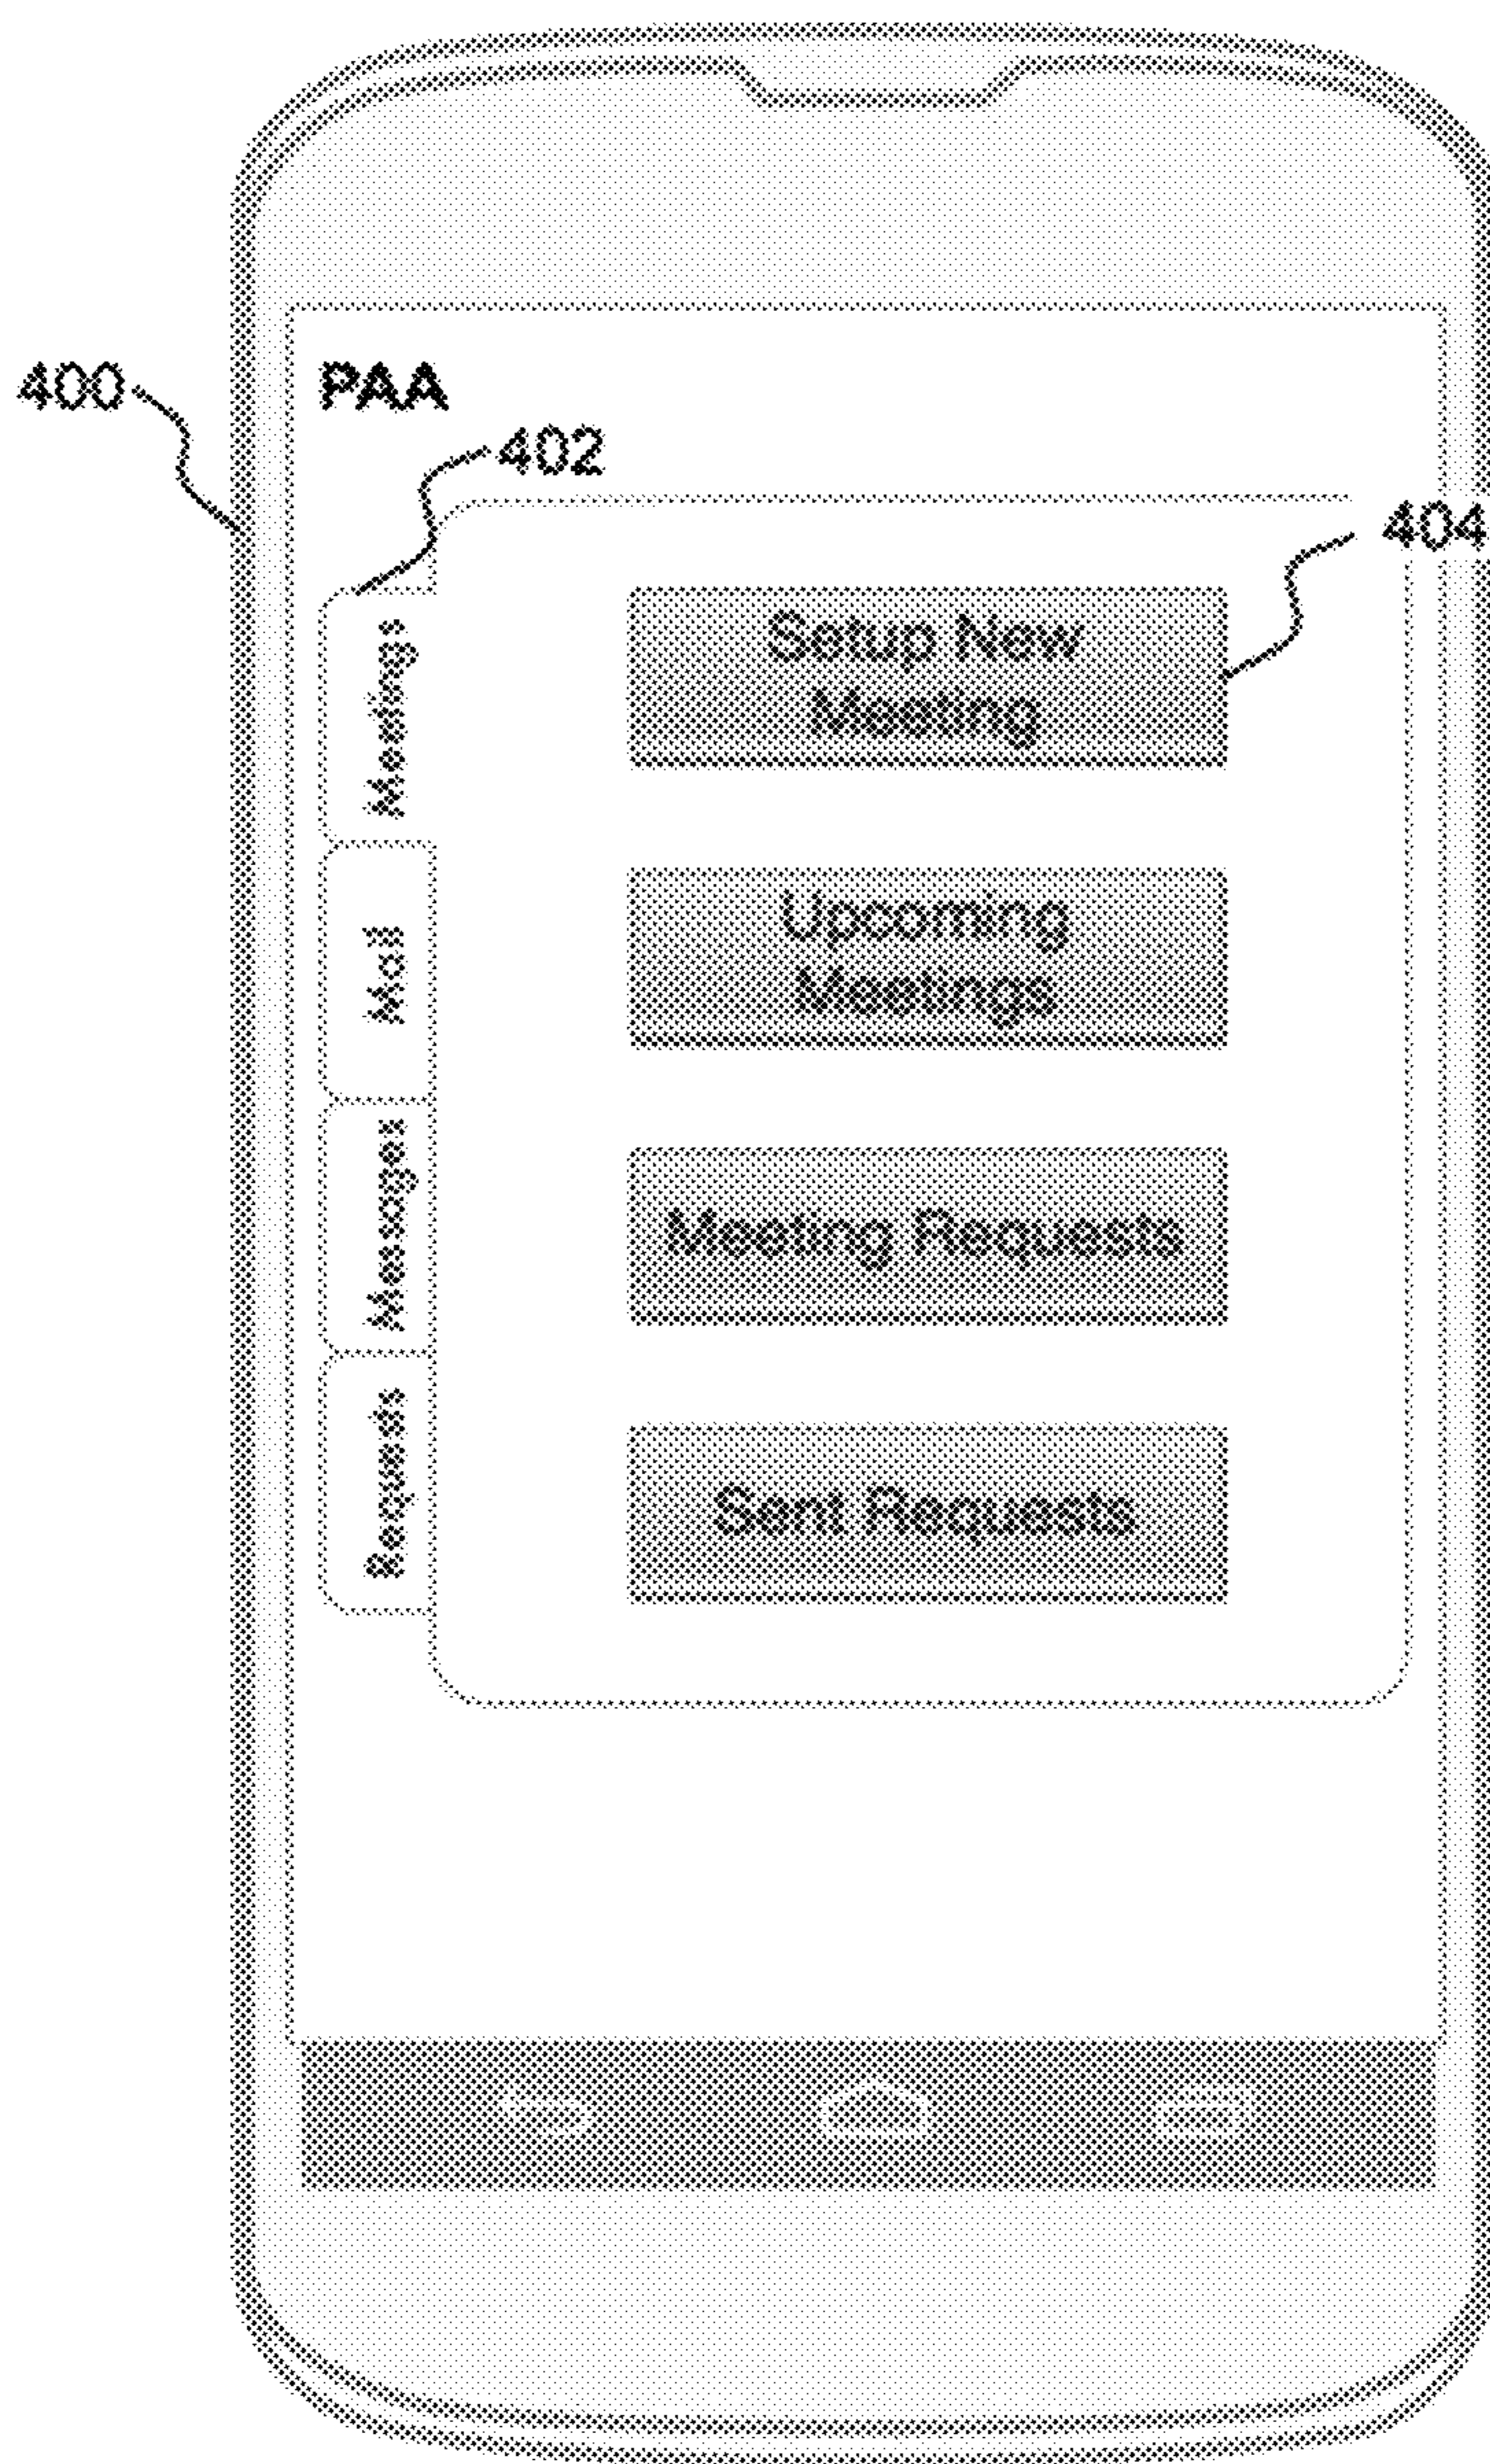 400
PAA
402
404
Meetings
Mail
Messages
Requests
Setup New
Meeting
Upcoming
Meetings
Meeting Requests
Sent Requests